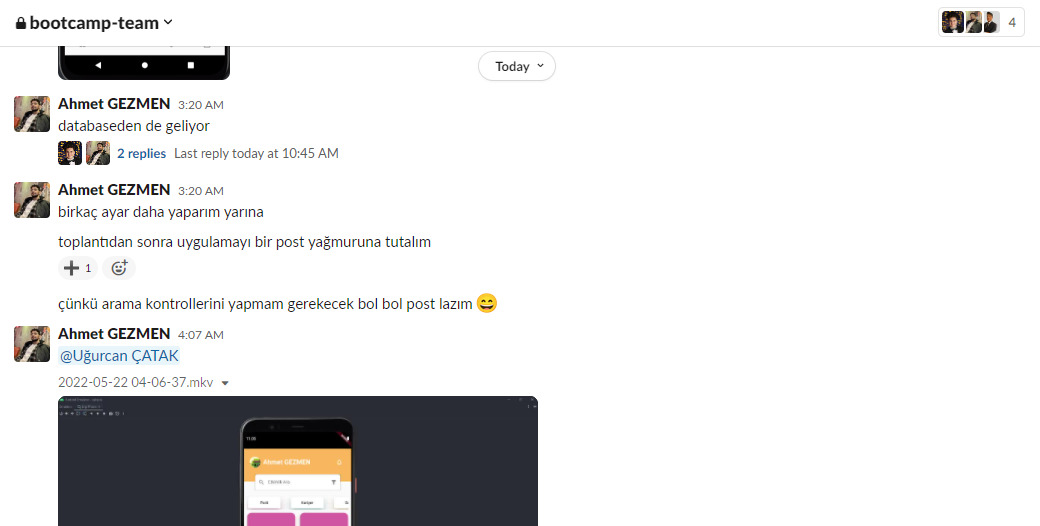 bootcamp-team
4
Today
Ahmet GEZMEN 3:20 AM
databaseden de geliyor
2 replies Last reply today at 10:45 AM
Ahmet GEZMEN 3:20 AM
birkaç ayar daha yaparım yarına
toplantıdan sonra uygulamayı bir post yağmuruna tutalım
1
çünkü arama kontrollerini yapmam gerekecek bol bol post lazım 😄
Ahmet GEZMEN 4:07 AM
@Uğurcan ÇATAK
2022-05-22 04-06-37.mkv
Ahmet GEZMEN